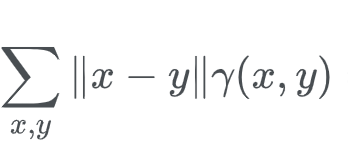 ∑_{x,y} ‖x − y‖γ(x, y)